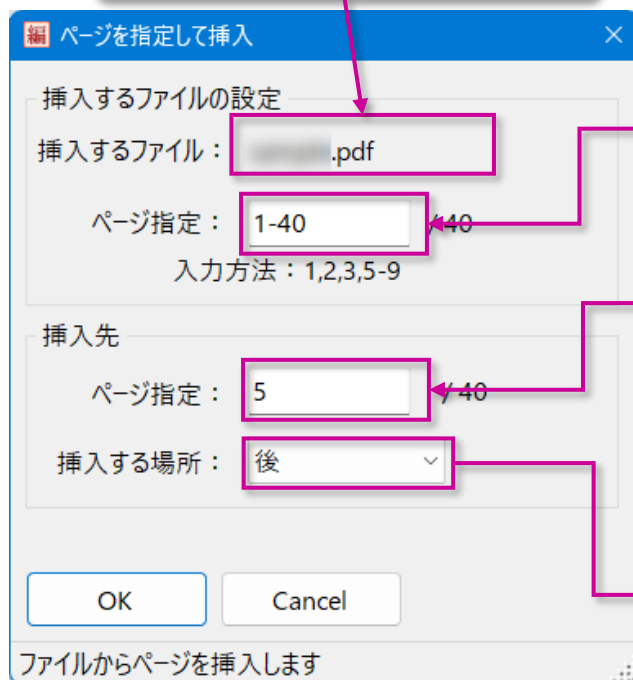 編 ページを指定して挿入
挿入するファイルの設定
挿入するファイル： .pdf
ページ指定： 1-40 / 40
入力方法：1,2,3,5-9
挿入先
ページ指定： 5 / 40
挿入する場所： 後
OK Cancel
ファイルからページを挿入します